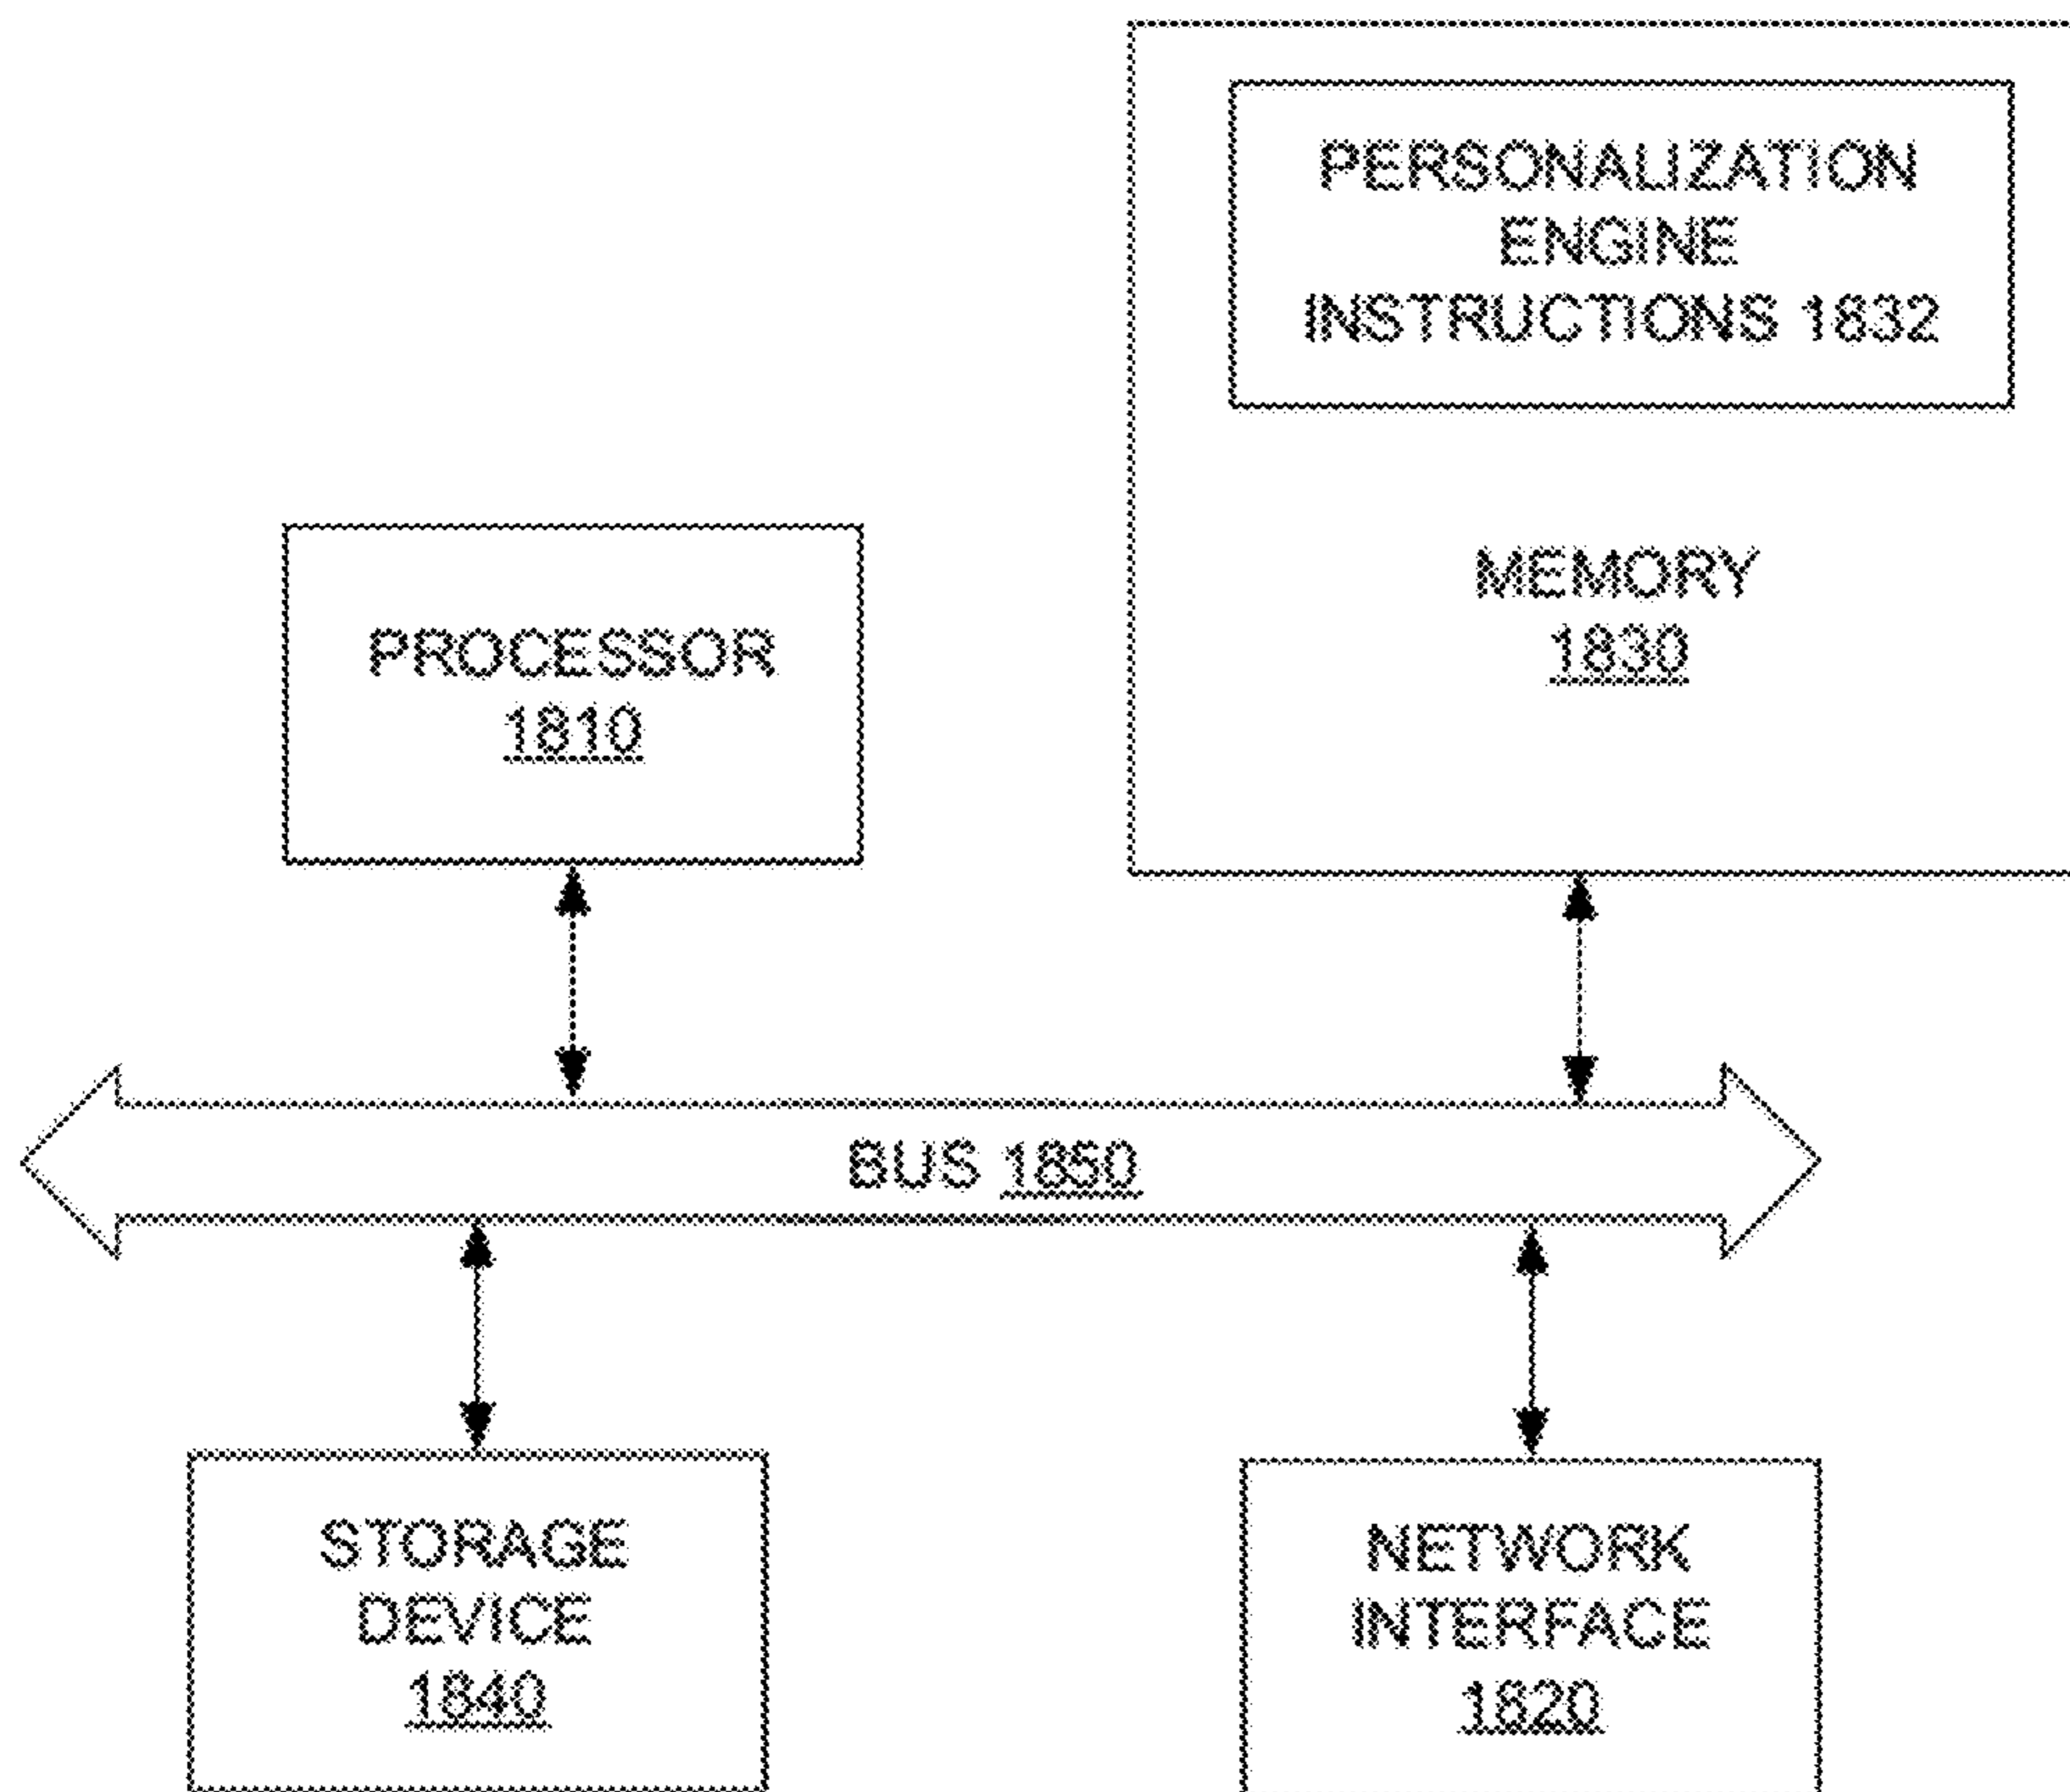 PERSONALIZATION
ENGINE
INSTRUCTIONS 1832
MEMORY
1830
PROCESSOR
1810
BUS 1850
STORAGE
DEVICE
1840
NETWORK
INTERFACE
1820